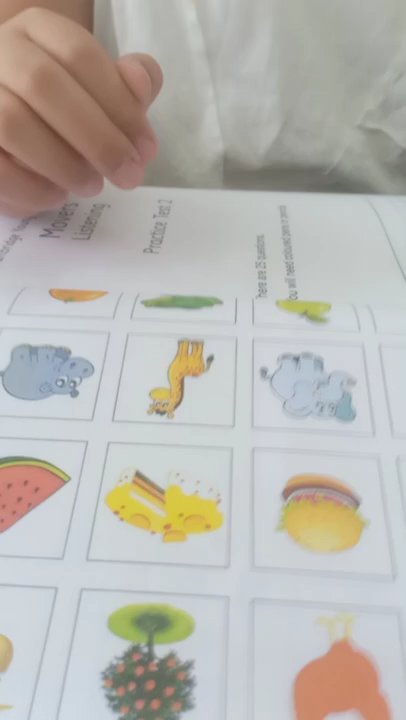 Movers
Listening
Practice Test 2
There are 25 questions.
You will need coloured pens or pencils